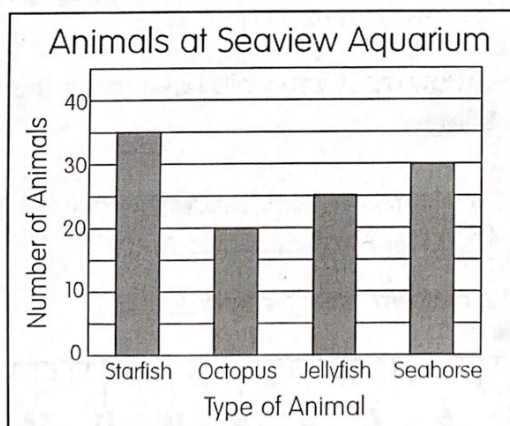 Animals at Seaview Aquarium
Number of Animals
40
30
20
10
0
Starfish Octopus Jellyfish Seahorse
Type of Animal